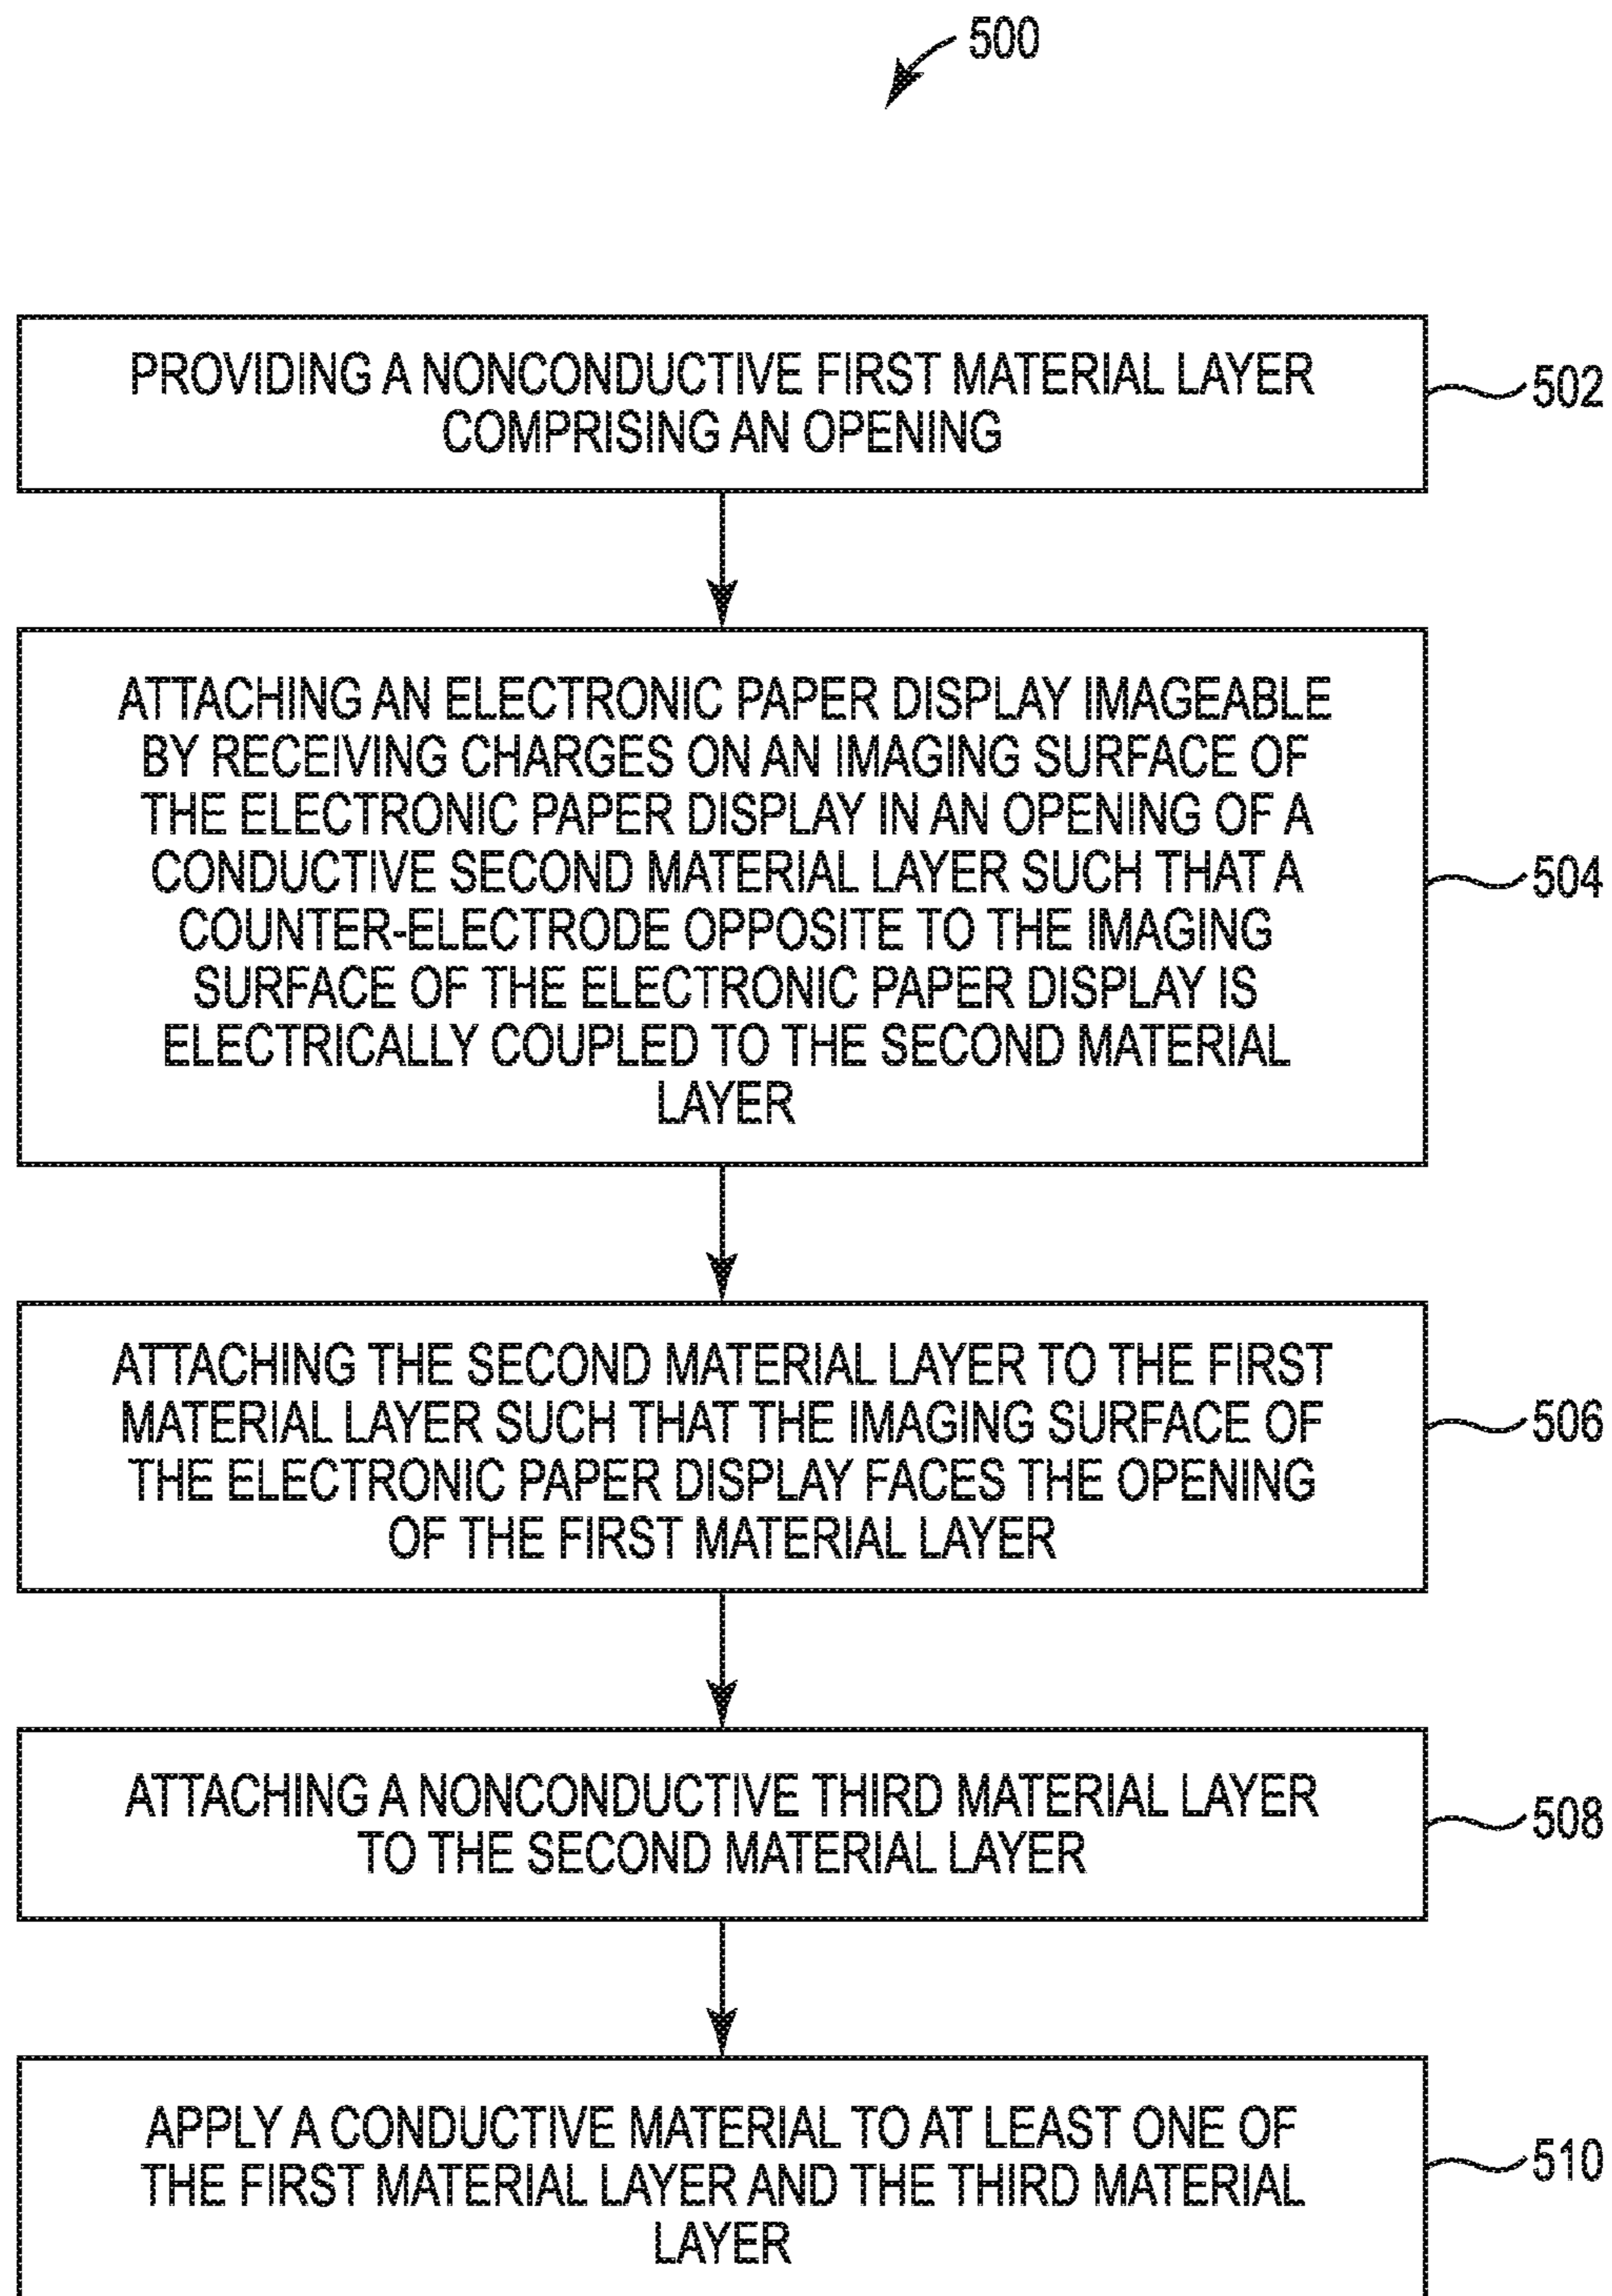 500
PROVIDING A NONCONDUCTIVE FIRST MATERIAL LAYER
COMPRISING AN OPENING
502
ATTACHING AN ELECTRONIC PAPER DISPLAY IMAGEABLE
BY RECEIVING CHARGES ON AN IMAGING SURFACE OF
THE ELECTRONIC PAPER DISPLAY IN AN OPENING OF A
CONDUCTIVE SECOND MATERIAL LAYER SUCH THAT A
COUNTER-ELECTRODE OPPOSITE TO THE IMAGING
SURFACE OF THE ELECTRONIC PAPER DISPLAY IS
ELECTRICALLY COUPLED TO THE SECOND MATERIAL
LAYER
504
ATTACHING THE SECOND MATERIAL LAYER TO THE FIRST
MATERIAL LAYER SUCH THAT THE IMAGING SURFACE OF
THE ELECTRONIC PAPER DISPLAY FACES THE OPENING
OF THE FIRST MATERIAL LAYER
506
ATTACHING A NONCONDUCTIVE THIRD MATERIAL LAYER
TO THE SECOND MATERIAL LAYER
508
APPLY A CONDUCTIVE MATERIAL TO AT LEAST ONE OF
THE FIRST MATERIAL LAYER AND THE THIRD MATERIAL
LAYER
510